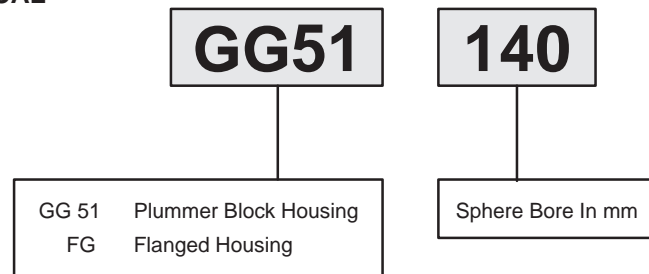 GG51 140
GG 51 Plummer Block Housing
FG Flanged Housing
Sphere Bore In mm